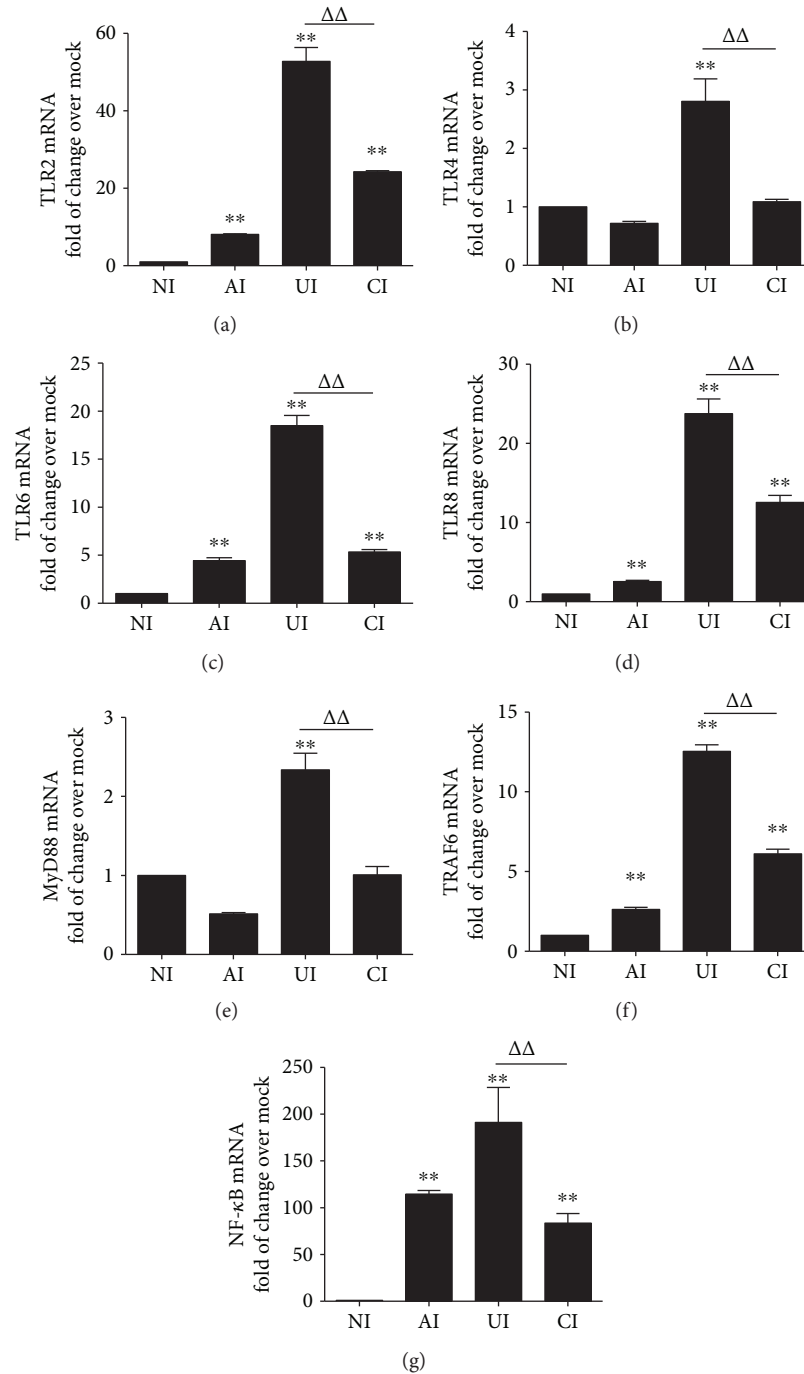 TLR2 mRNA
fold of change over mock
60
40
20
0
**
**
**
ΔΔ
NI AI UI CI
(a)
TLR4 mRNA
fold of change over mock
4
3
2
1
0
**
ΔΔ
NI AI UI CI
(b)
TLR6 mRNA
fold of change over mock
25
20
15
10
5
0
**
**
**
ΔΔ
NI AI UI CI
(c)
TLR8 mRNA
fold of change over mock
30
20
10
0
**
**
**
ΔΔ
NI AI UI CI
(d)
MyD88 mRNA
fold of change over mock
3
2
1
0
**
ΔΔ
NI AI UI CI
(e)
TRAF6 mRNA
fold of change over mock
15
10
5
0
**
**
**
ΔΔ
NI AI UI CI
(f)
NF-κB mRNA
fold of change over mock
250
200
150
100
50
0
**
**
**
ΔΔ
NI AI UI CI
(g)